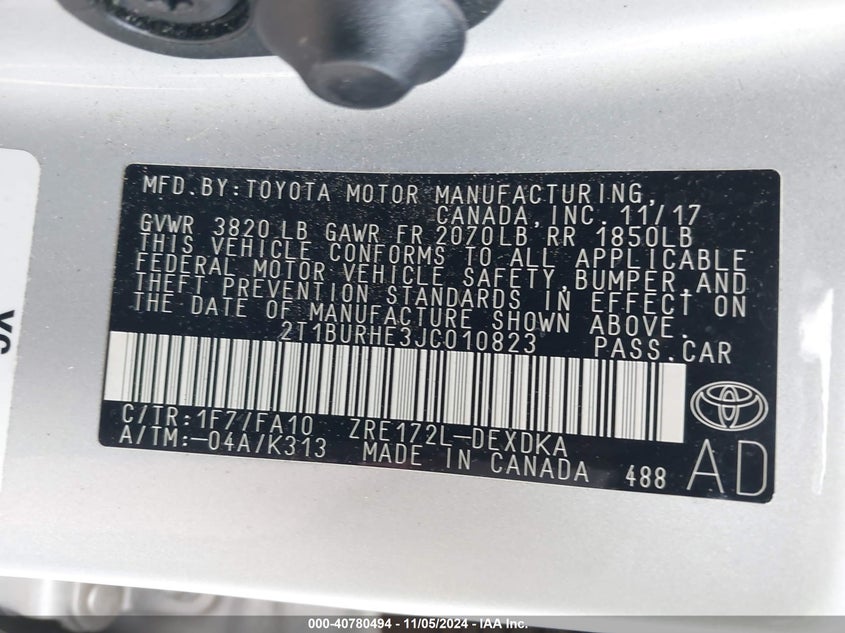 MFD.BY:TOYOTA MOTOR MANUFACTURING,
CANADA,INC. 11/17
GVWR 3820 LB GAWR FR 2070LB RR 1850LB
THIS VEHICLE CONFORMS TO ALL APPLICABLE
FEDERAL MOTOR VEHICLE SAFETY,BUMPER,AND
THEFT PREVENTION STANDARDS IN EFFECT ON
THE DATE OF MANUFACTURE SHOWN ABOVE.
2T1BURHE3JC010823 PASS.CAR
C/TR:1F7/FA10 ZRE172L-DEXDKA
A/TM:-04A/K313 MADE IN CANADA 488 AD
000-40780494 - 11/05/2024 - IAA Inc.